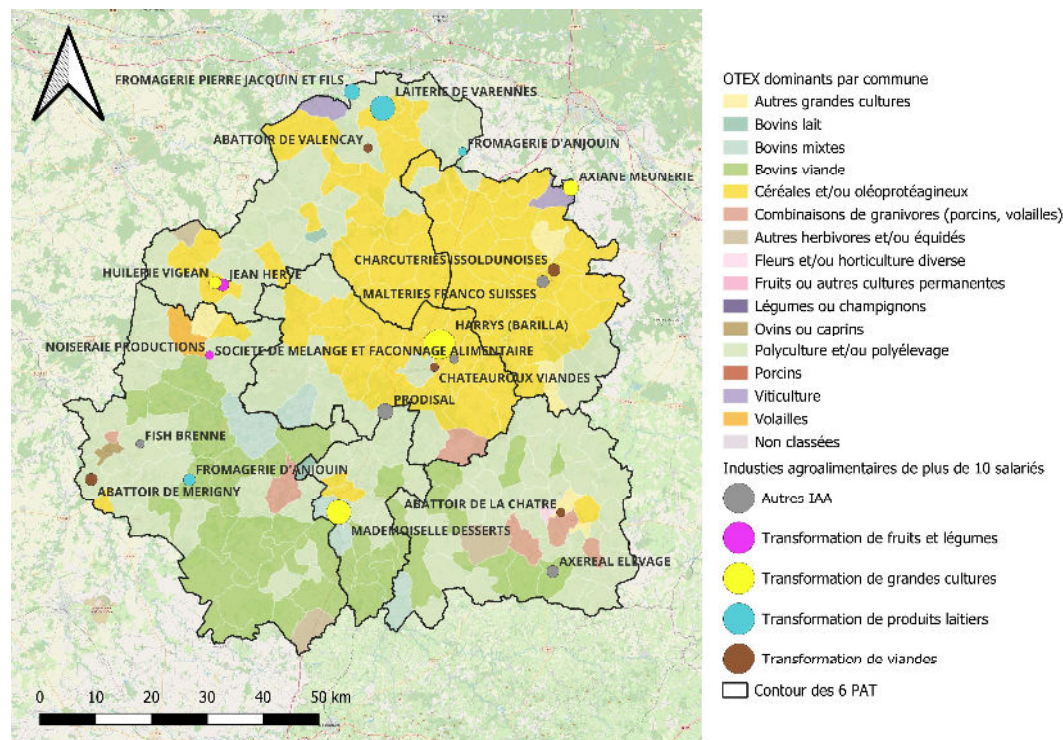 FROMAGERIE PIERRE JACQUIN ET FILS
LAITERIE DE VARENNES
ABATTOIR DE VALENCAY
FROMAGERIE D'ANJOUIN
AXIANE MEUNERIE
CHARCUTERIES ISSOLDUNOISES
HUILERIE VIGEAN
JEAN HERVE
MALTERIES FRANCO SUISSES
HARRYS (BARILLA)
NOISERAIE PRODUCTIONS
SOCIETE DE MELANGE ET FACONNAGE ALIMENTAIRE
CHATEAUROUX VIANDES
PRODISAL
FISH BRENNE
FROMAGERIE D'ANJOUIN
ABATTOIR DE MERIGNY
ABATTOIR DE LA CHATRE
MADEMOISELLE DESSERTS
AXEREAL ELEVAGE
0 10 20 30 40 50 km
OTEX dominants par commune
Autres grandes cultures
Bovins lait
Bovins mixtes
Bovins viande
Céréales et/ou oléoprotéagineux
Combinaisons de granivores (porcins, volailles)
Autres herbivores et/ou équidés
Fleurs et/ou horticulture diverse
Fruits ou autres cultures permanentes
Légumes ou champignons
Ovins ou caprins
Polyculture et/ou polyélevage
Porcins
Viticulture
Volailles
Non classées
Industies agroalimentaires de plus de 10 salariés
Autres IAA
Transformation de fruits et légumes
Transformation de grandes cultures
Transformation de produits laitiers
Transformation de viandes
Contour des 6 PAT